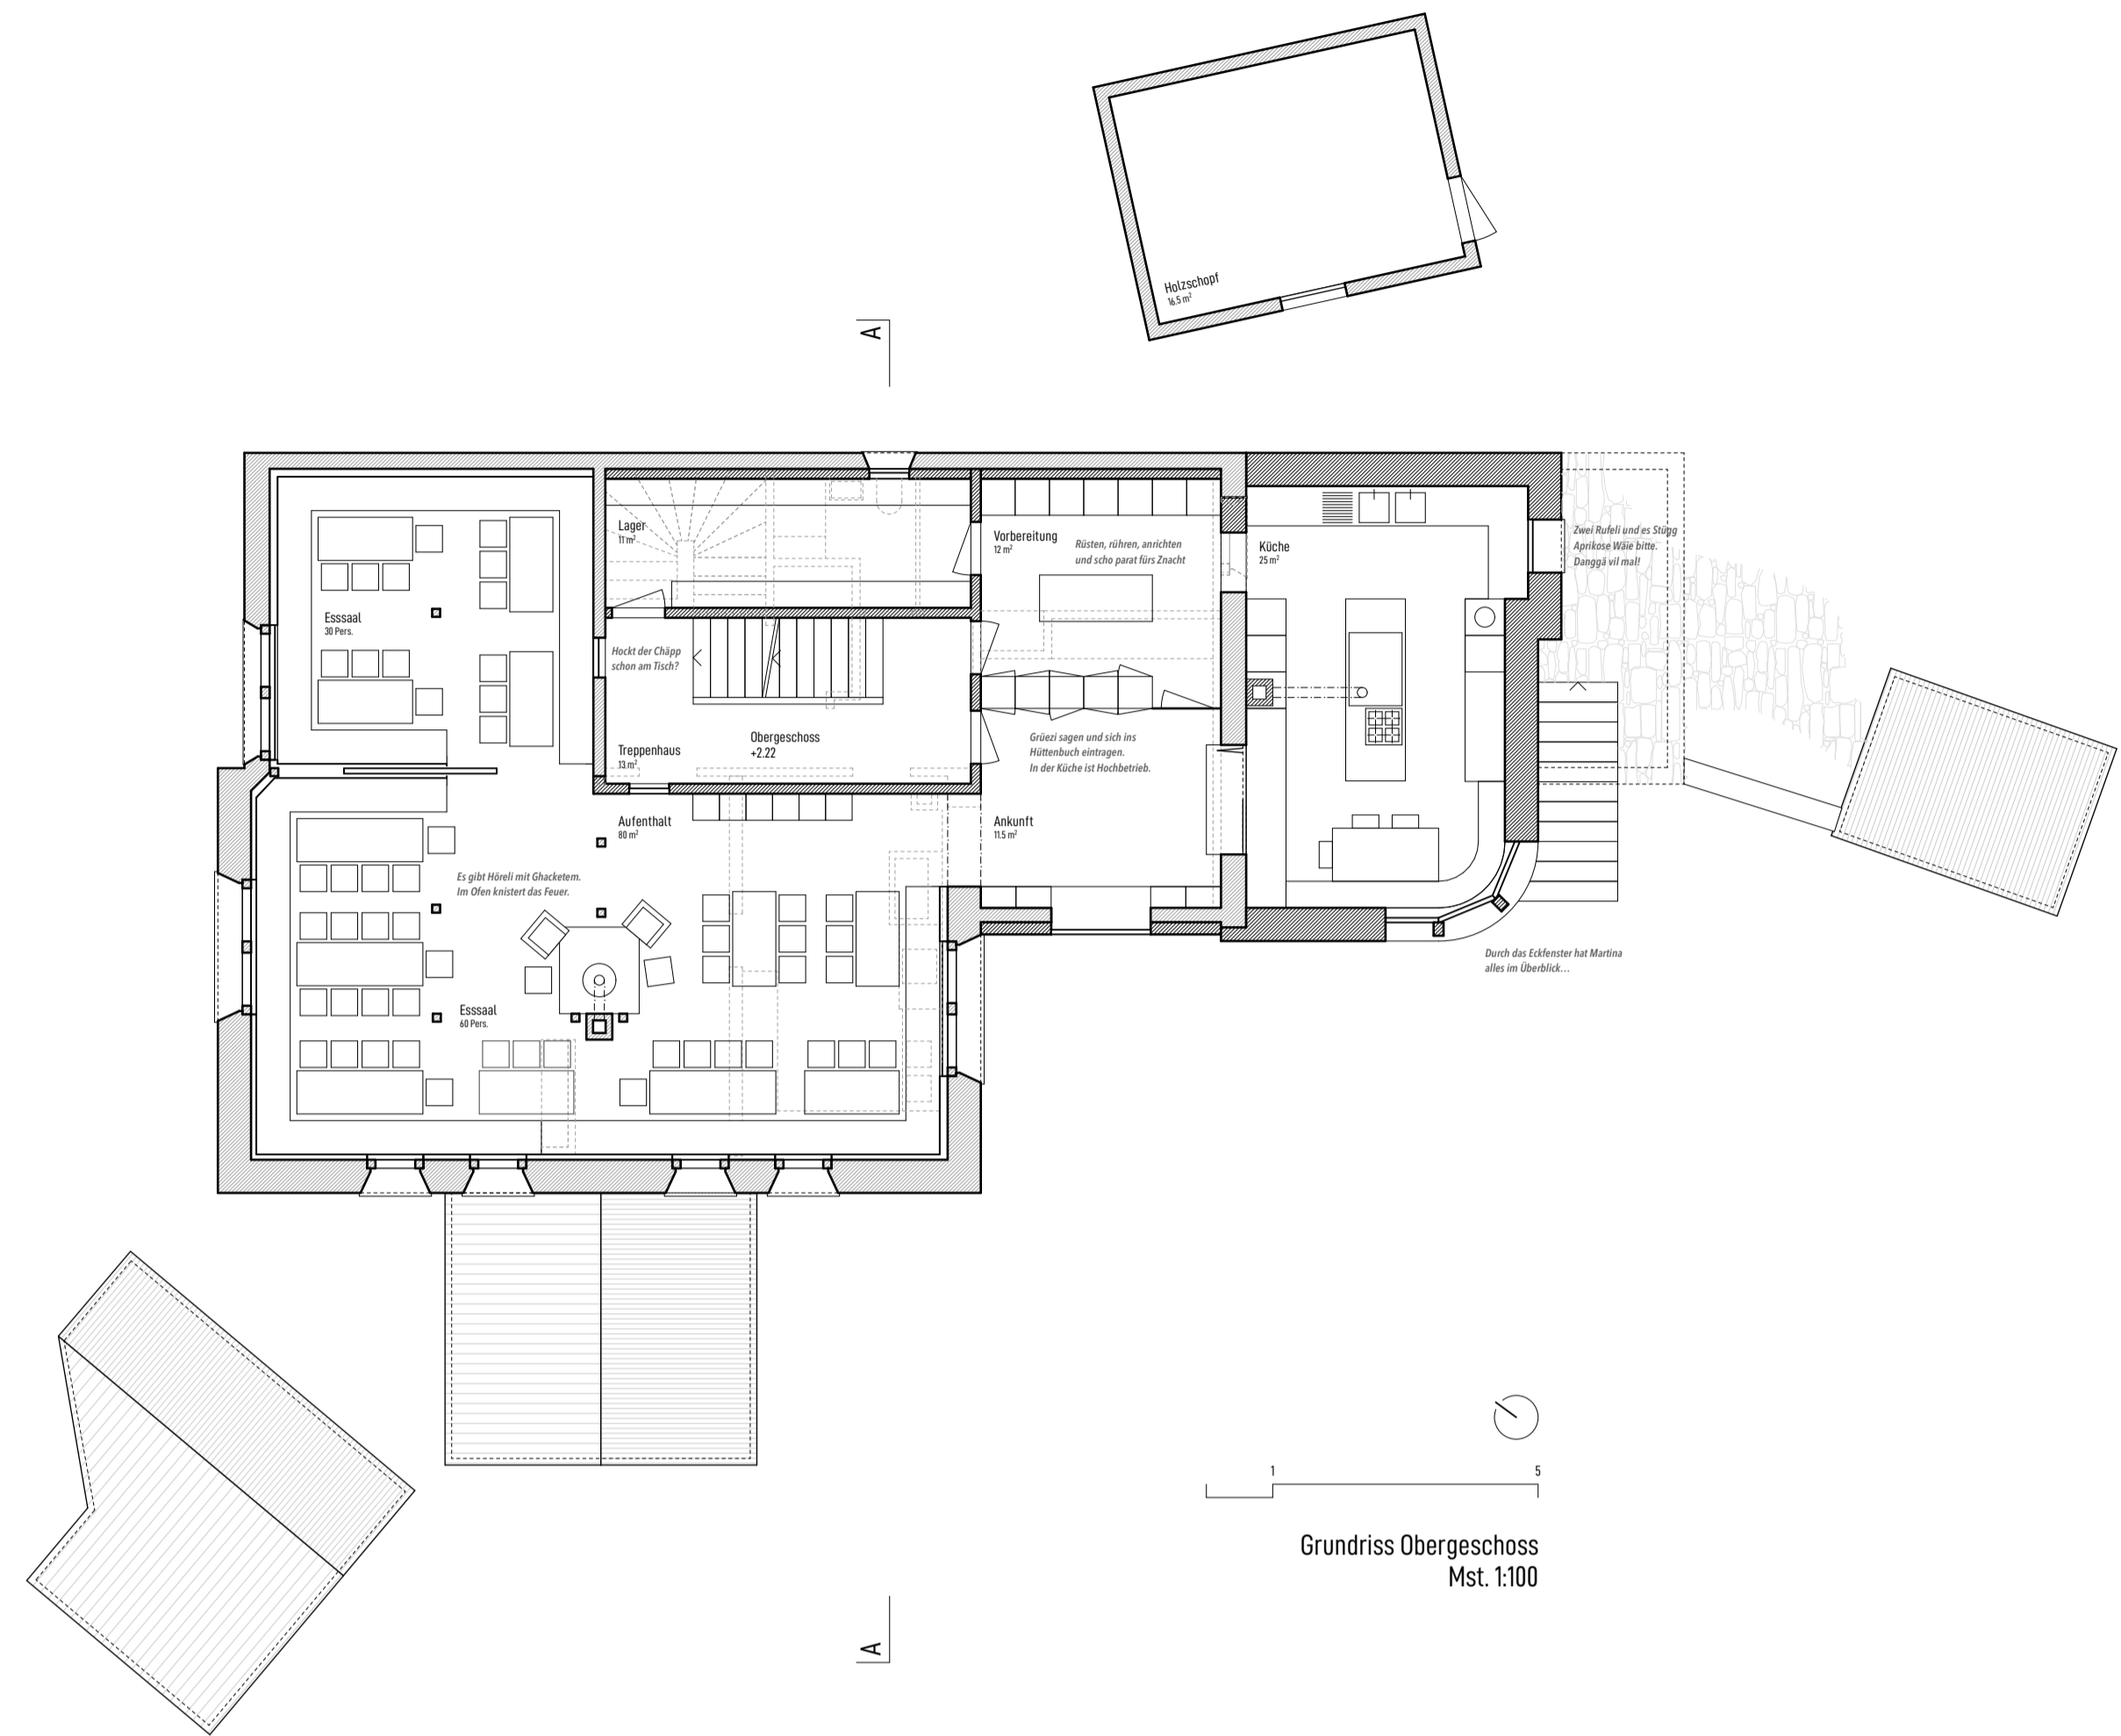 Holzschopf
16.5 m²
A
Lager
11 m²
Vorbereitung
12 m²
Rüsten, rühren, anrichten
und scho parat fürs Znacht
Küche
25 m²
Zwei Rufeli und es Stügg
Aprikose Wäie bitte.
Danggä vil mal!
Esssaal
30 Pers.
Hockt der Chäpp
schon am Tisch?
Treppenhaus
13 m²
Obergeschoss
+2.22
Grüezi sagen und sich ins
Hüttenbuch eintragen.
In der Küche ist Hochbetrieb.
Aufenthalt
80 m²
Ankunft
11.5 m²
Es gibt Höreli mit Ghacketem.
Im Ofen knistert das Feuer.
Durch das Eckfenster hat Martina
alles im Überblick...
Esssaal
60 Pers.
1
5
Grundriss Obergeschoss
Mst. 1:100
A